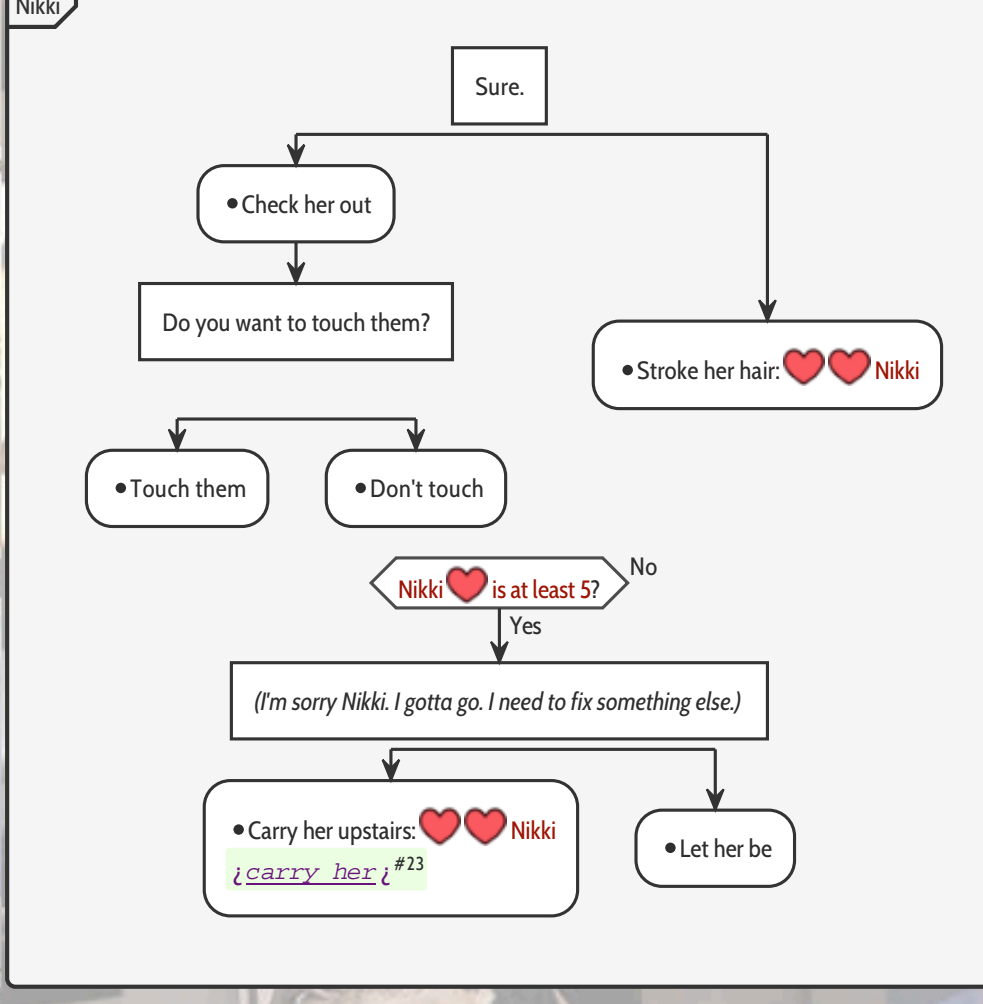 Nikki
Sure.
•Check her out
Do you want to touch them?
•Stroke her hair: Nikki
•Touch them
•Don't touch
Nikki is at least 5?
No
Yes
(I'm sorry Nikki. I gotta go. I need to fix something else.)
•Carry her upstairs: Nikki
¿carry her¿#23
•Let her be